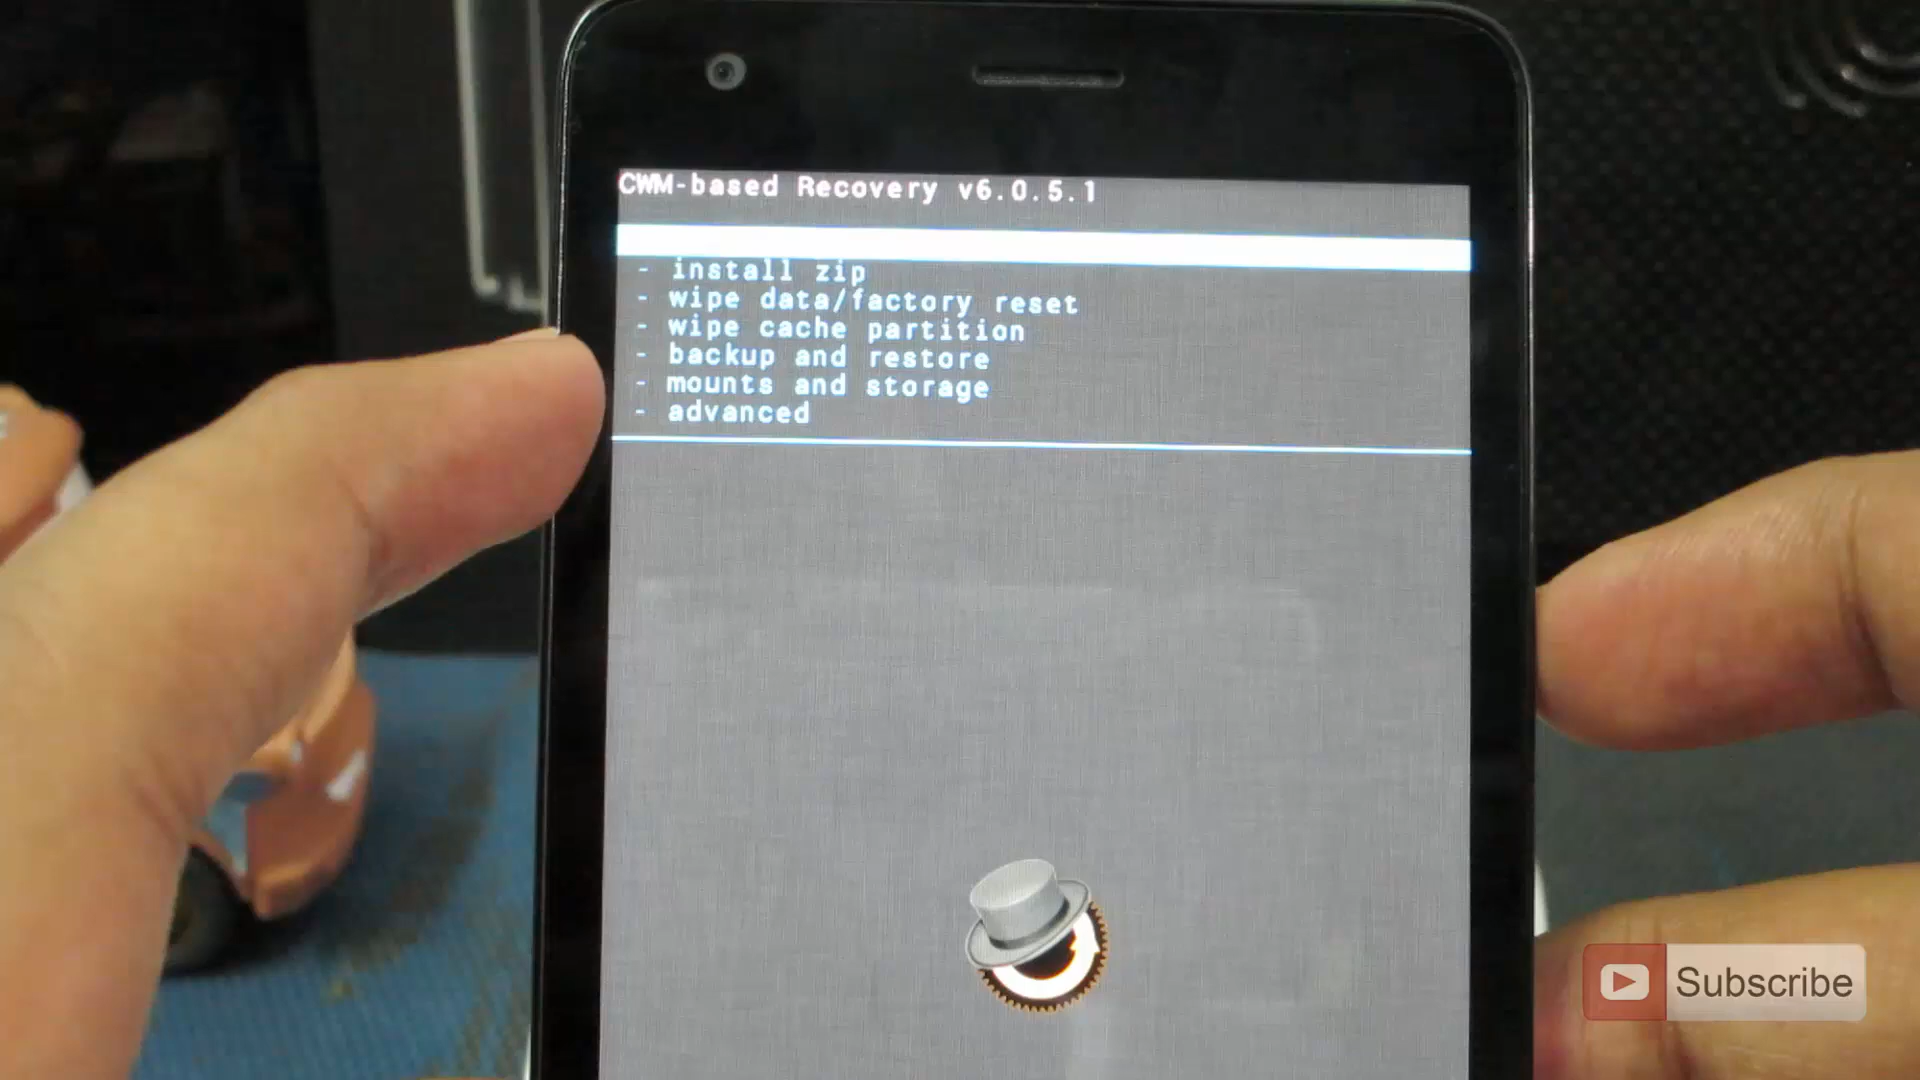 CWM-based Recovery v6.0.5.1
- install zip
- wipe data/factory reset
- wipe cache partition
- backup and restore
- mounts and storage
- advanced
Subscribe